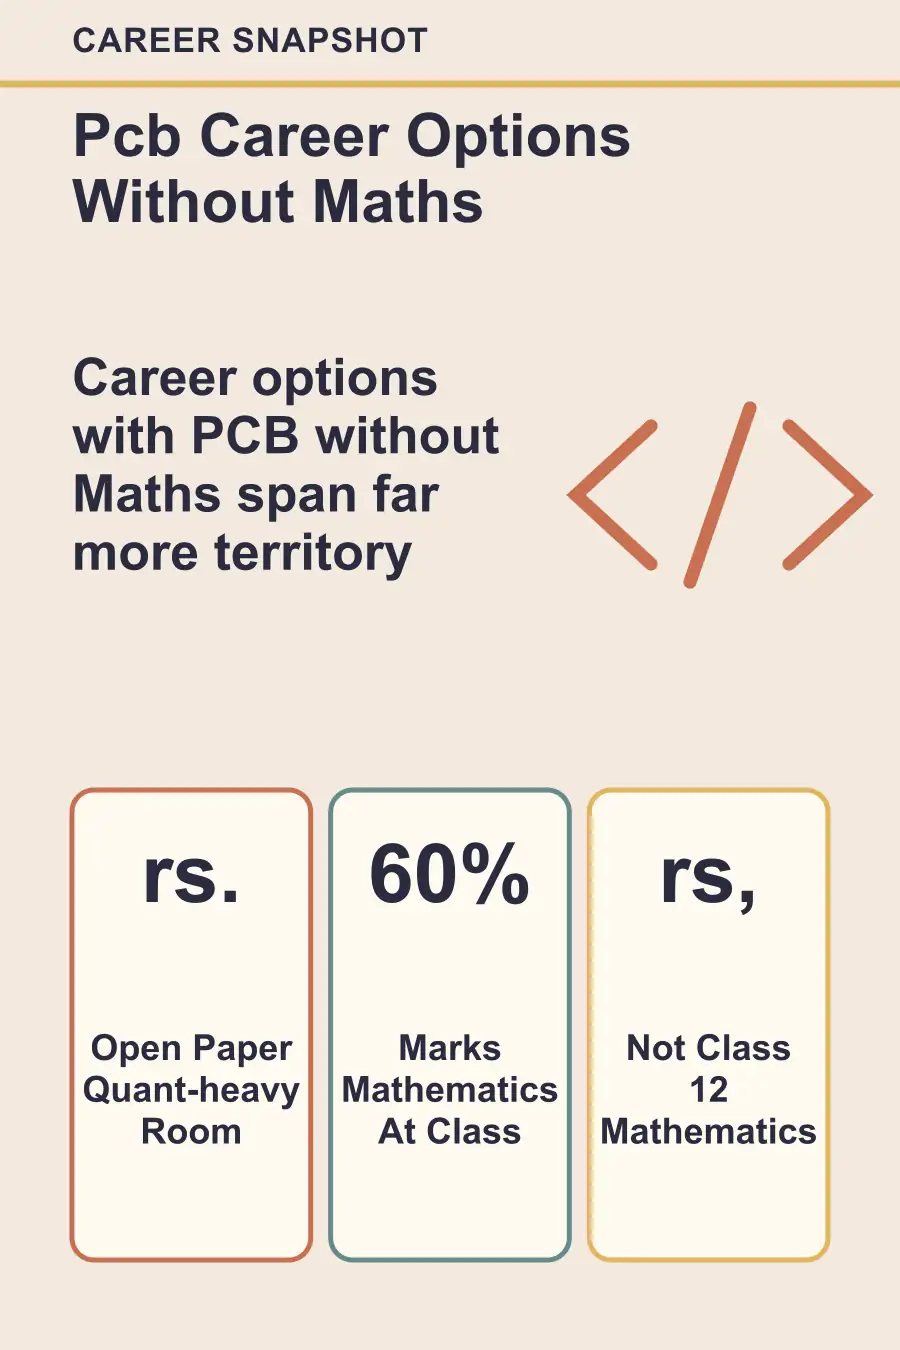 CAREER SNAPSHOT
Pcb Career Options
Without Maths
Career options
with PCB without
Maths span far
more territory
</>
rs.
Open Paper
Quant-heavy
Room
60%
Marks
Mathematics
At Class
rs,
Not Class
12
Mathematics